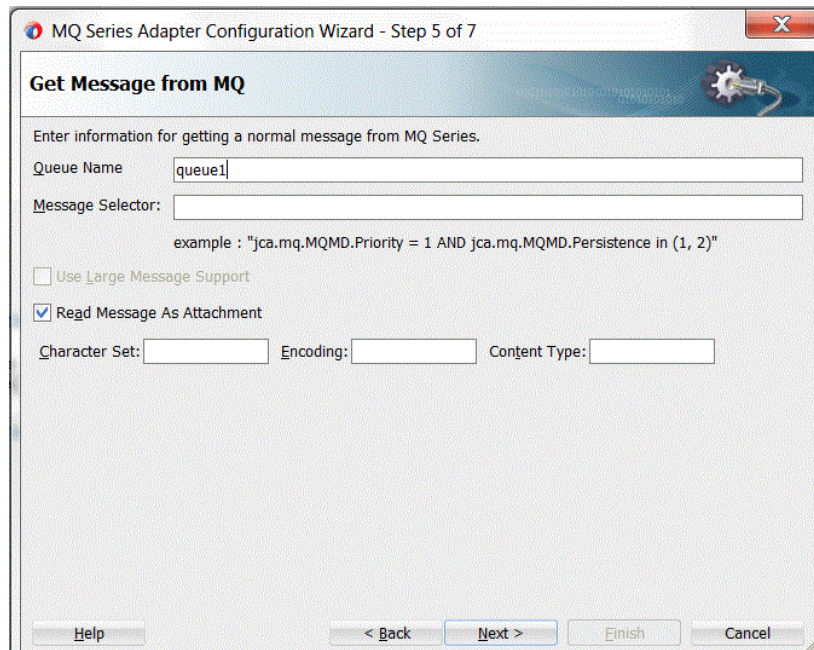 MQ Series Adapter Configuration Wizard - Step 5 of 7
Get Message from MQ
Enter information for getting a normal message from MQ Series.
Queue Name queue1
Message Selector:
example : "jca.mq.MQMD.Priority = 1 AND jca.mq.MQMD.Persistence in (1, 2)"
Use Large Message Support
Read Message As Attachment
Character Set: Encoding: Content Type:
Help < Back Next > Finish Cancel